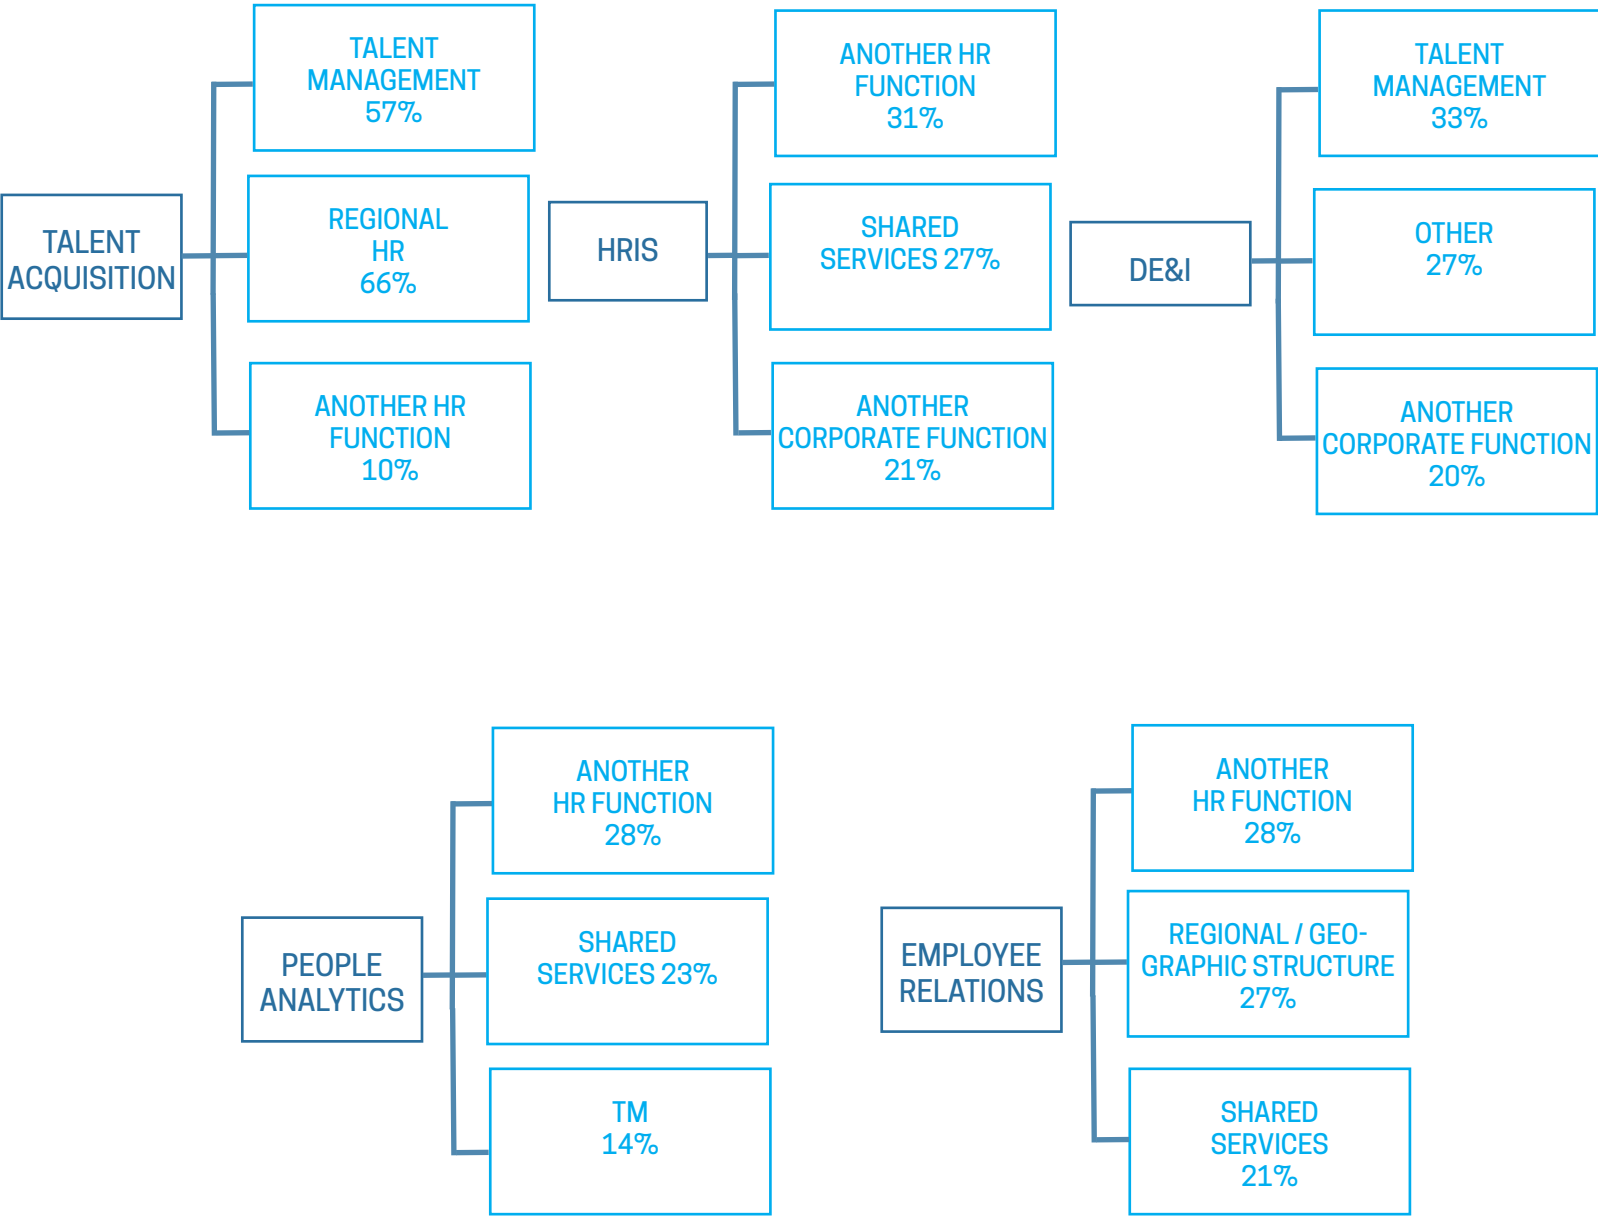 TALENT
ACQUISITION
TALENT
MANAGEMENT
57%
REGIONAL
HR
66%
ANOTHER HR
FUNCTION
10%
HRIS
ANOTHER HR
FUNCTION
31%
SHARED
SERVICES 27%
ANOTHER
CORPORATE FUNCTION
21%
DE&I
TALENT
MANAGEMENT
33%
OTHER
27%
ANOTHER
CORPORATE FUNCTION
20%
PEOPLE
ANALYTICS
ANOTHER
HR FUNCTION
28%
SHARED
SERVICES 23%
TM
14%
EMPLOYEE
RELATIONS
ANOTHER
HR FUNCTION
28%
REGIONAL / GEO-
GRAPHIC STRUCTURE
27%
SHARED
SERVICES
21%